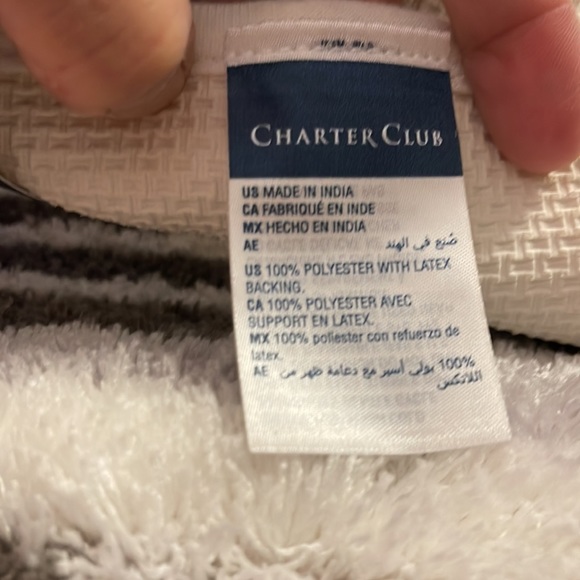 CHARTER CLUB
US MADE IN INDIA
CA FABRIQUÉ EN INDE
MX HECHO EN INDIA
AE صُنع في الهند
US 100% POLYESTER WITH LATEX
BACKING.
CA 100% POLYESTER AVEC
SUPPORT EN LATEX.
MX 100% poliester con refuerzo de
latex.
AE 100% بولي أستر مع دعامة ظهر من
اللاتكس